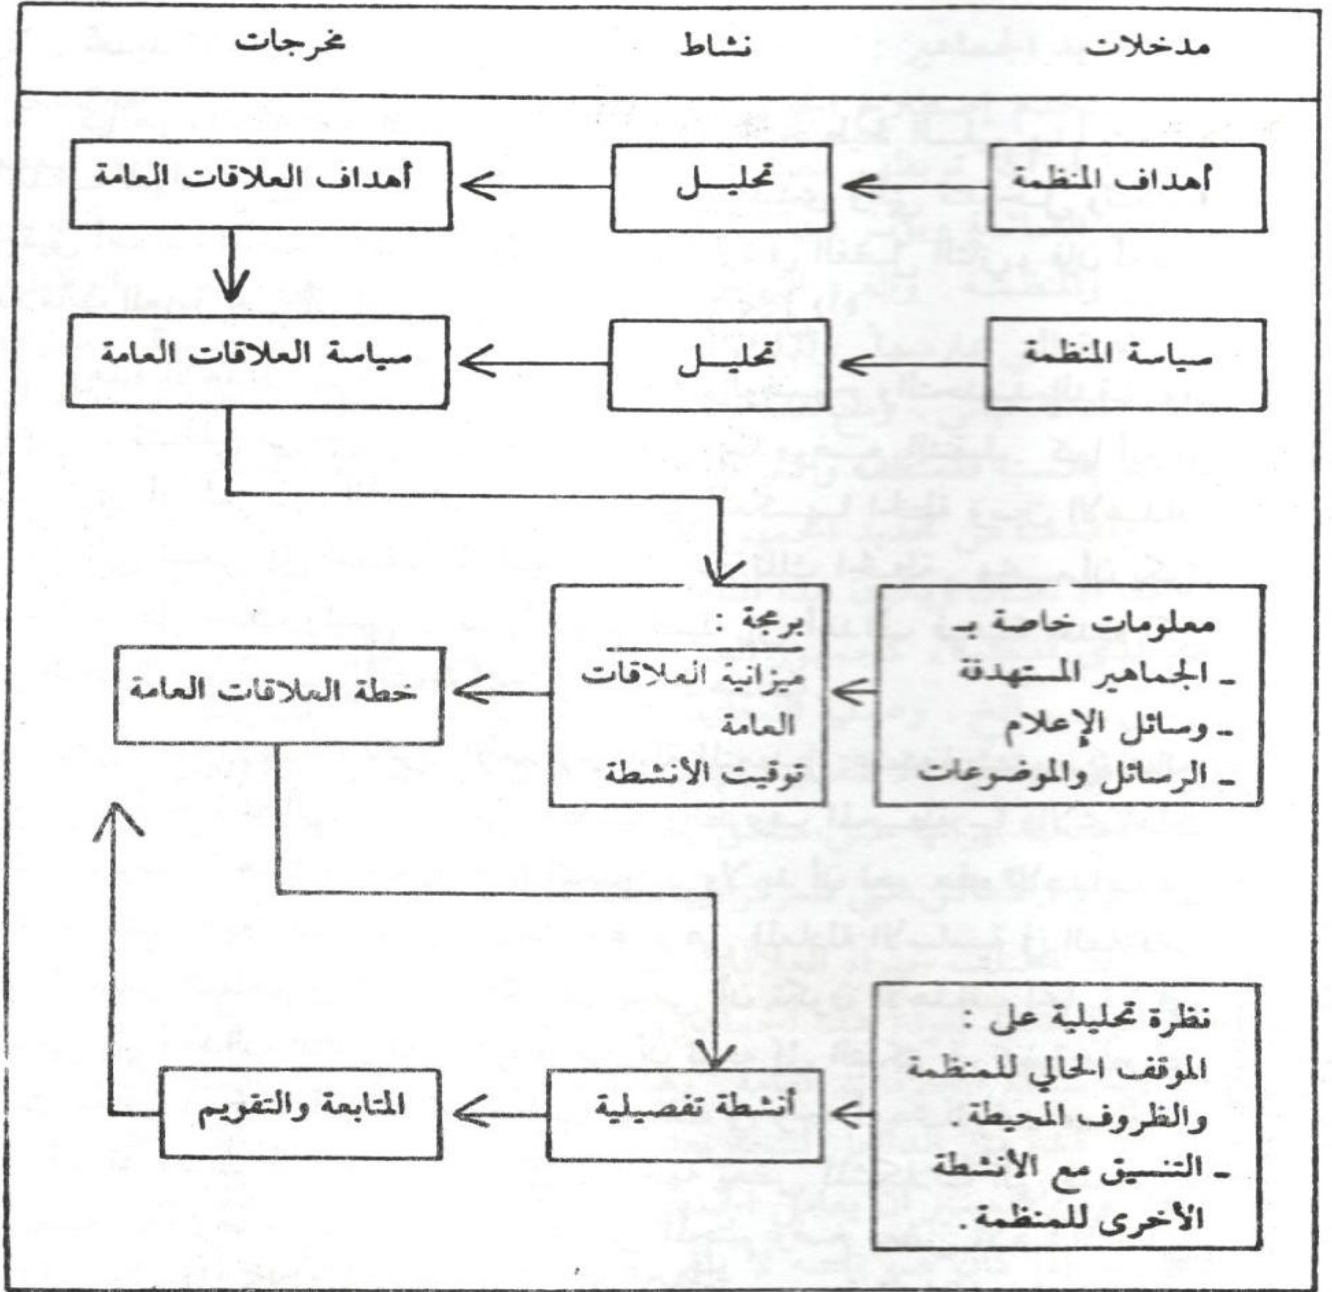 مدخلات
نشاط
مخرجات
أهداف المنظمة
تحليـــل
أهداف العلاقات العامة
سياسة المنظمة
تحليـــل
سياسة العلاقات العامة
معلومات خاصة بـ
ـ الجماهير المستهدفة
ـ وسائل الإعلام
ـ الرسائل والموضوعات
برمجة :
ميزانية العلاقات
العامة
توقيت الأنشطة
خطة العلاقات العامة
نظرة تحليلية على :
الموقف الحالي للمنظمة
والظروف المحيطة .
ـ التنسيق مع الأنشطة
الأخرى للمنظمة .
أنشطة تفصيلية
المتابعة والتقويم